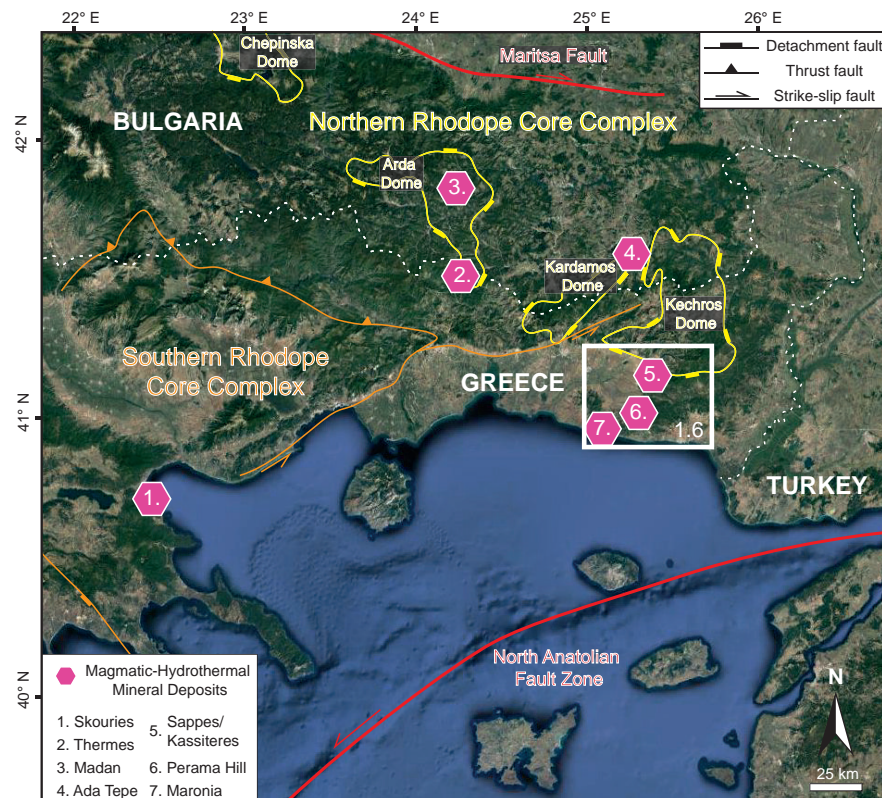 22° E
23° E
24° E
25° E
26° E
Chepinska
Dome
Maritsa Fault
Detachment fault
Thrust fault
Strike-slip fault
42° N
BULGARIA
Northern Rhodope Core Complex
Arda
Dome
3.
2.
4.
Kardamos
Dome
Kechros
Dome
Southern Rhodope
Core Complex
GREECE
5.
6.
7.
1.6
41° N
1.
TURKEY
North Anatolian
Fault Zone
40° N
Magmatic-Hydrothermal
Mineral Deposits
1. Skouries
2. Thermes
3. Madan
4. Ada Tepe
5. Sappes/
Kassiteres
6. Perama Hill
7. Maronia
N
25 km